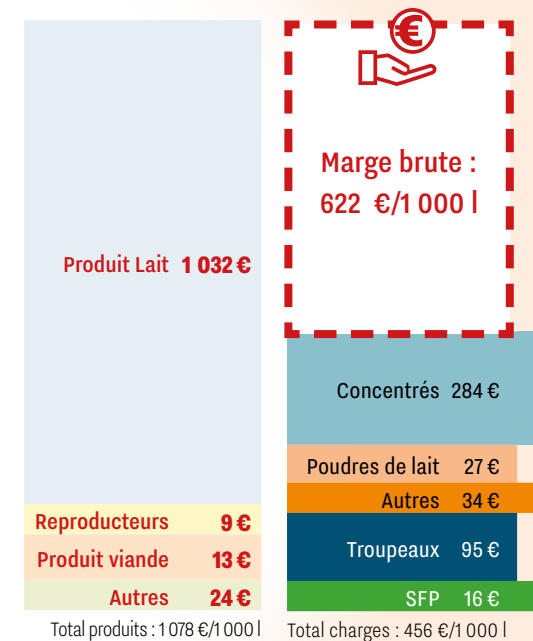 €
Marge brute :
622 €/1 000 l
Produit Lait 1 032 €
Concentrés 284 €
Poudres de lait 27 €
Autres 34 €
Reproducteurs 9 €
Produit viande 13 €
Troupeaux 95 €
Autres 24 €
SFP 16 €
Total produits : 1 078 €/1 000 l
Total charges : 456 €/1 000 l